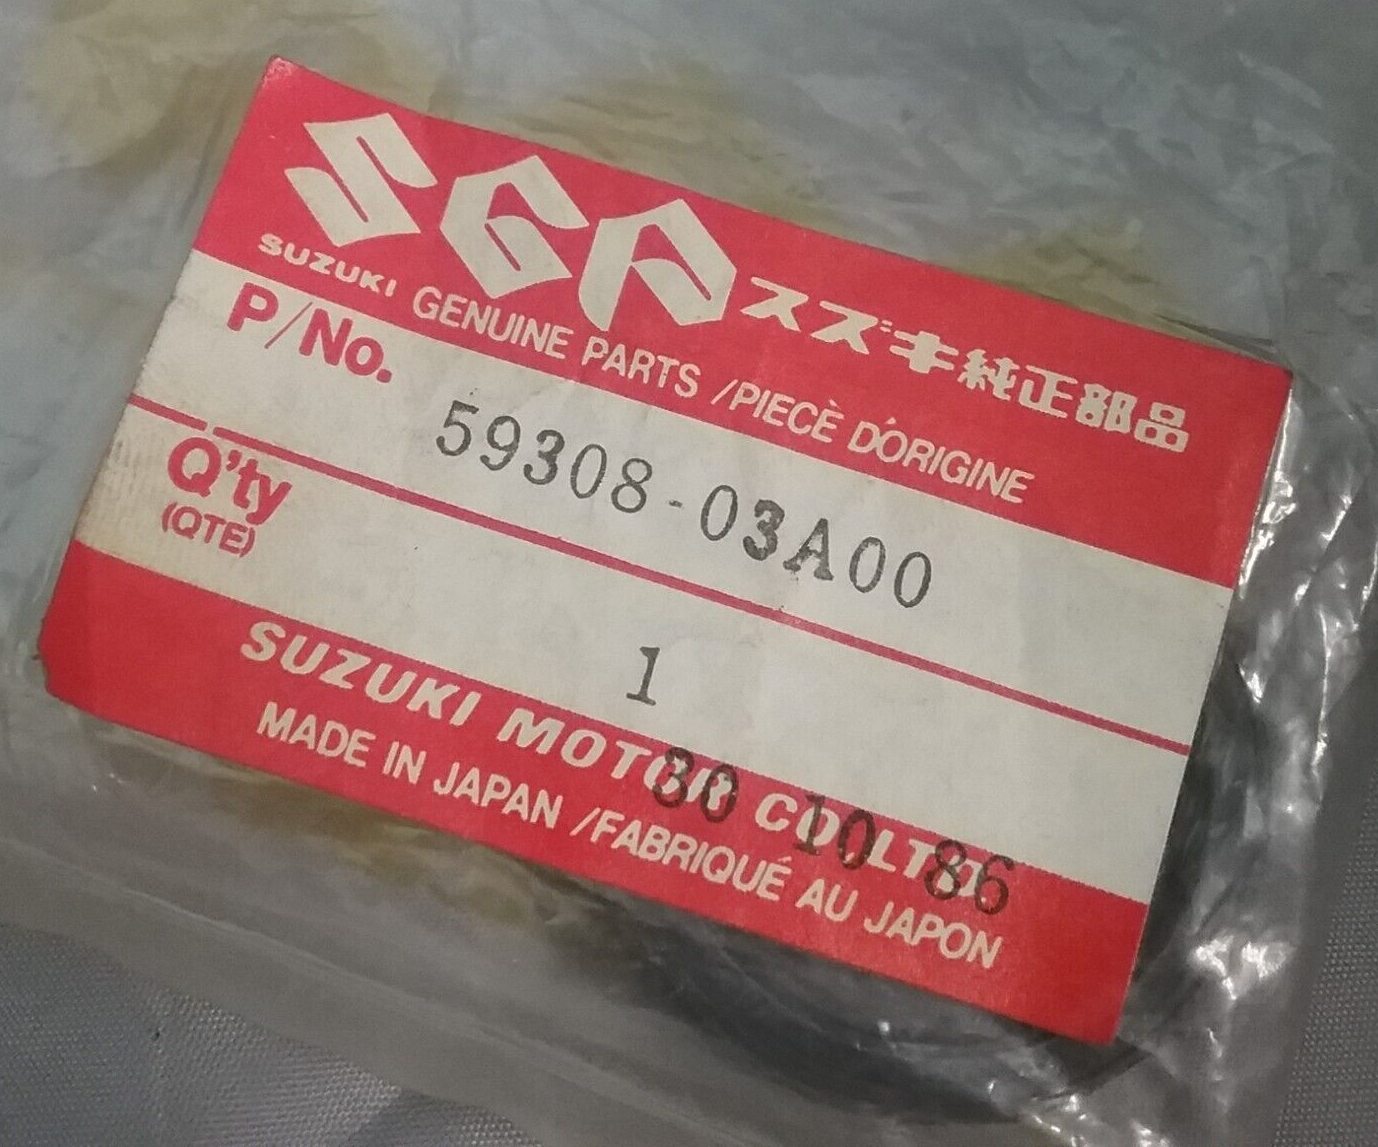 SGP スズキ純正部品
SUZUKI GENUINE PARTS /PIECÈ D'ORIGINE
P/No.
59308-03A00
Q'ty
(QTE)
1
SUZUKI MOTOR CO. LTD.
30 10 86
MADE IN JAPAN /FABRIQUÉ AU JAPON